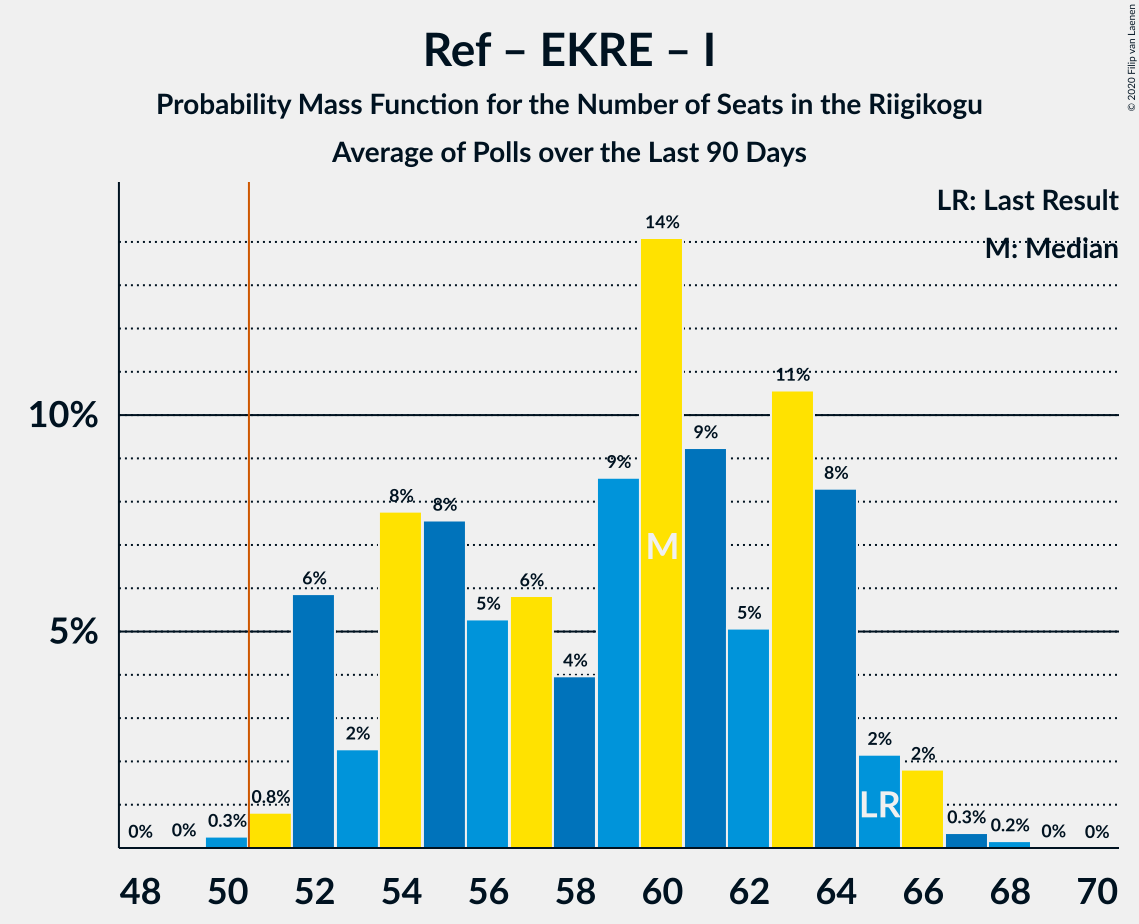 Ref – EKRE – I
Probability Mass Function for the Number of Seats in the Riigikogu
Average of Polls over the Last 90 Days
© 2020 Filip van Laenen
LR: Last Result
M: Median
10%
5%
0%
0%
0.3%
0.8%
6%
2%
8%
8%
5%
6%
4%
9%
14%
9%
5%
11%
8%
2%
2%
0.3%
0.2%
0%
0%
M
LR
48 50 52 54 56 58 60 62 64 66 68 70